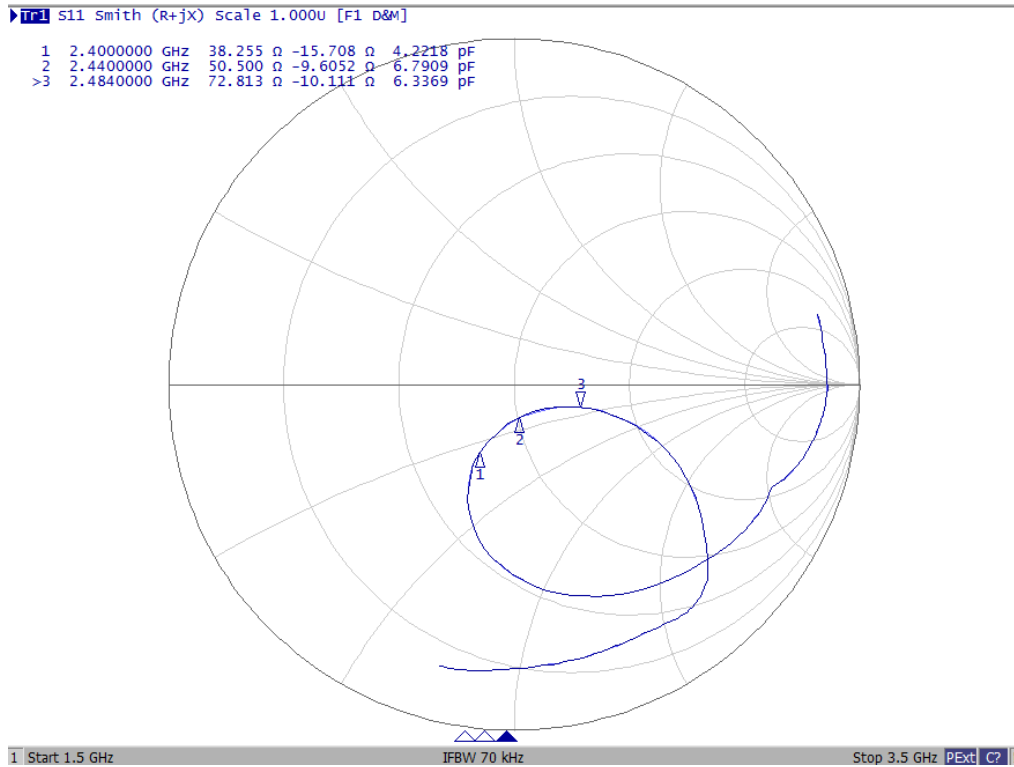 Tr1 S11 Smith (R+jX) Scale 1.000U [F1 D&M]
1 2.4000000 GHz 38.255 Ω -15.708 Ω 4.2218 pF
2 2.4400000 GHz 50.500 Ω -9.6052 Ω 6.7909 pF
>3 2.4840000 GHz 72.813 Ω -10.111 Ω 6.3369 pF
3
2
1
1 Start 1.5 GHz IFBW 70 kHz Stop 3.5 GHz PExt C?